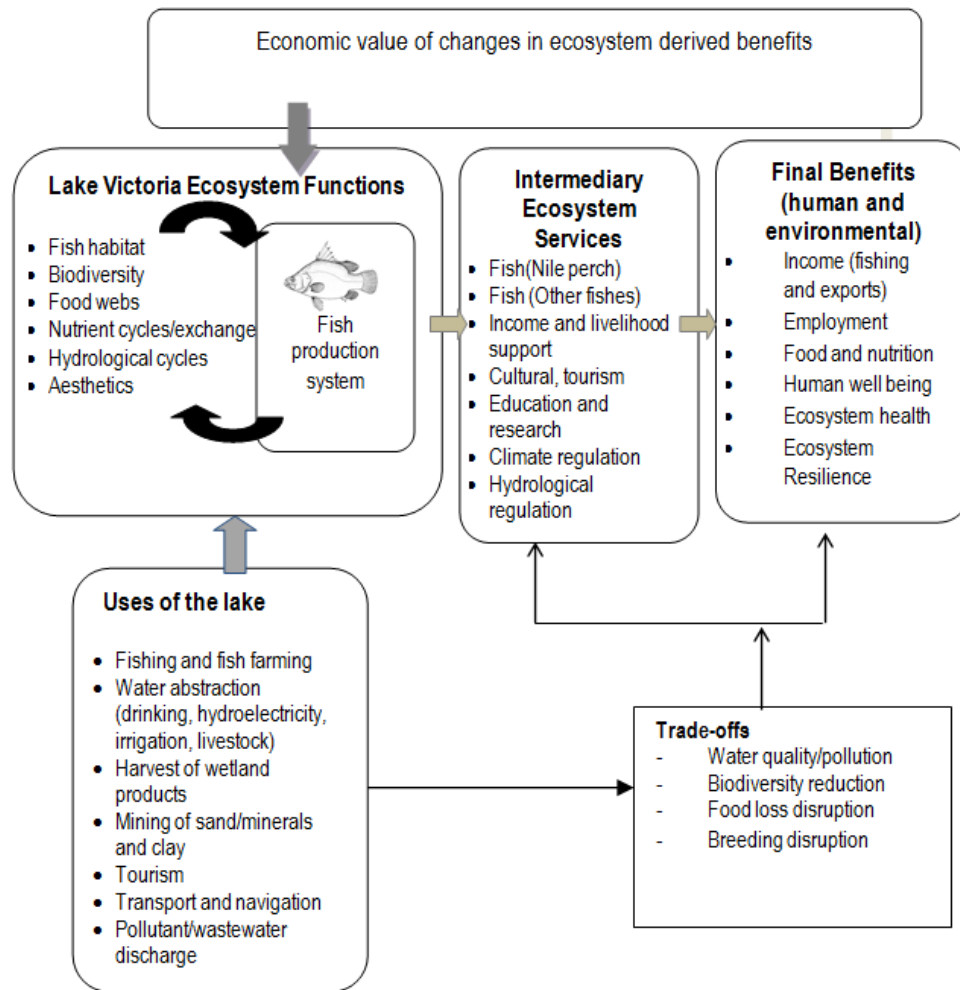 Economic value of changes in ecosystem derived benefits
Lake Victoria Ecosystem Functions
• Fish habitat
• Biodiversity
• Food webs
• Nutrient cycles/exchange
• Hydrological cycles
• Aesthetics
Fish
production
system
Intermediary
Ecosystem
Services
• Fish(Nile perch)
• Fish (Other fishes)
• Income and livelihood
support
• Cultural, tourism
• Education and
research
• Climate regulation
• Hydrological
regulation
Final Benefits
(human and
environmental)
• Income (fishing
and exports)
• Employment
• Food and nutrition
• Human well being
• Ecosystem health
• Ecosystem
Resilience
Uses of the lake
• Fishing and fish farming
• Water abstraction
(drinking, hydroelectricity,
irrigation, livestock)
• Harvest of wetland
products
• Mining of sand/minerals
and clay
• Tourism
• Transport and navigation
• Pollutant/wastewater
discharge
Trade-offs
- Water quality/pollution
- Biodiversity reduction
- Food loss disruption
- Breeding disruption